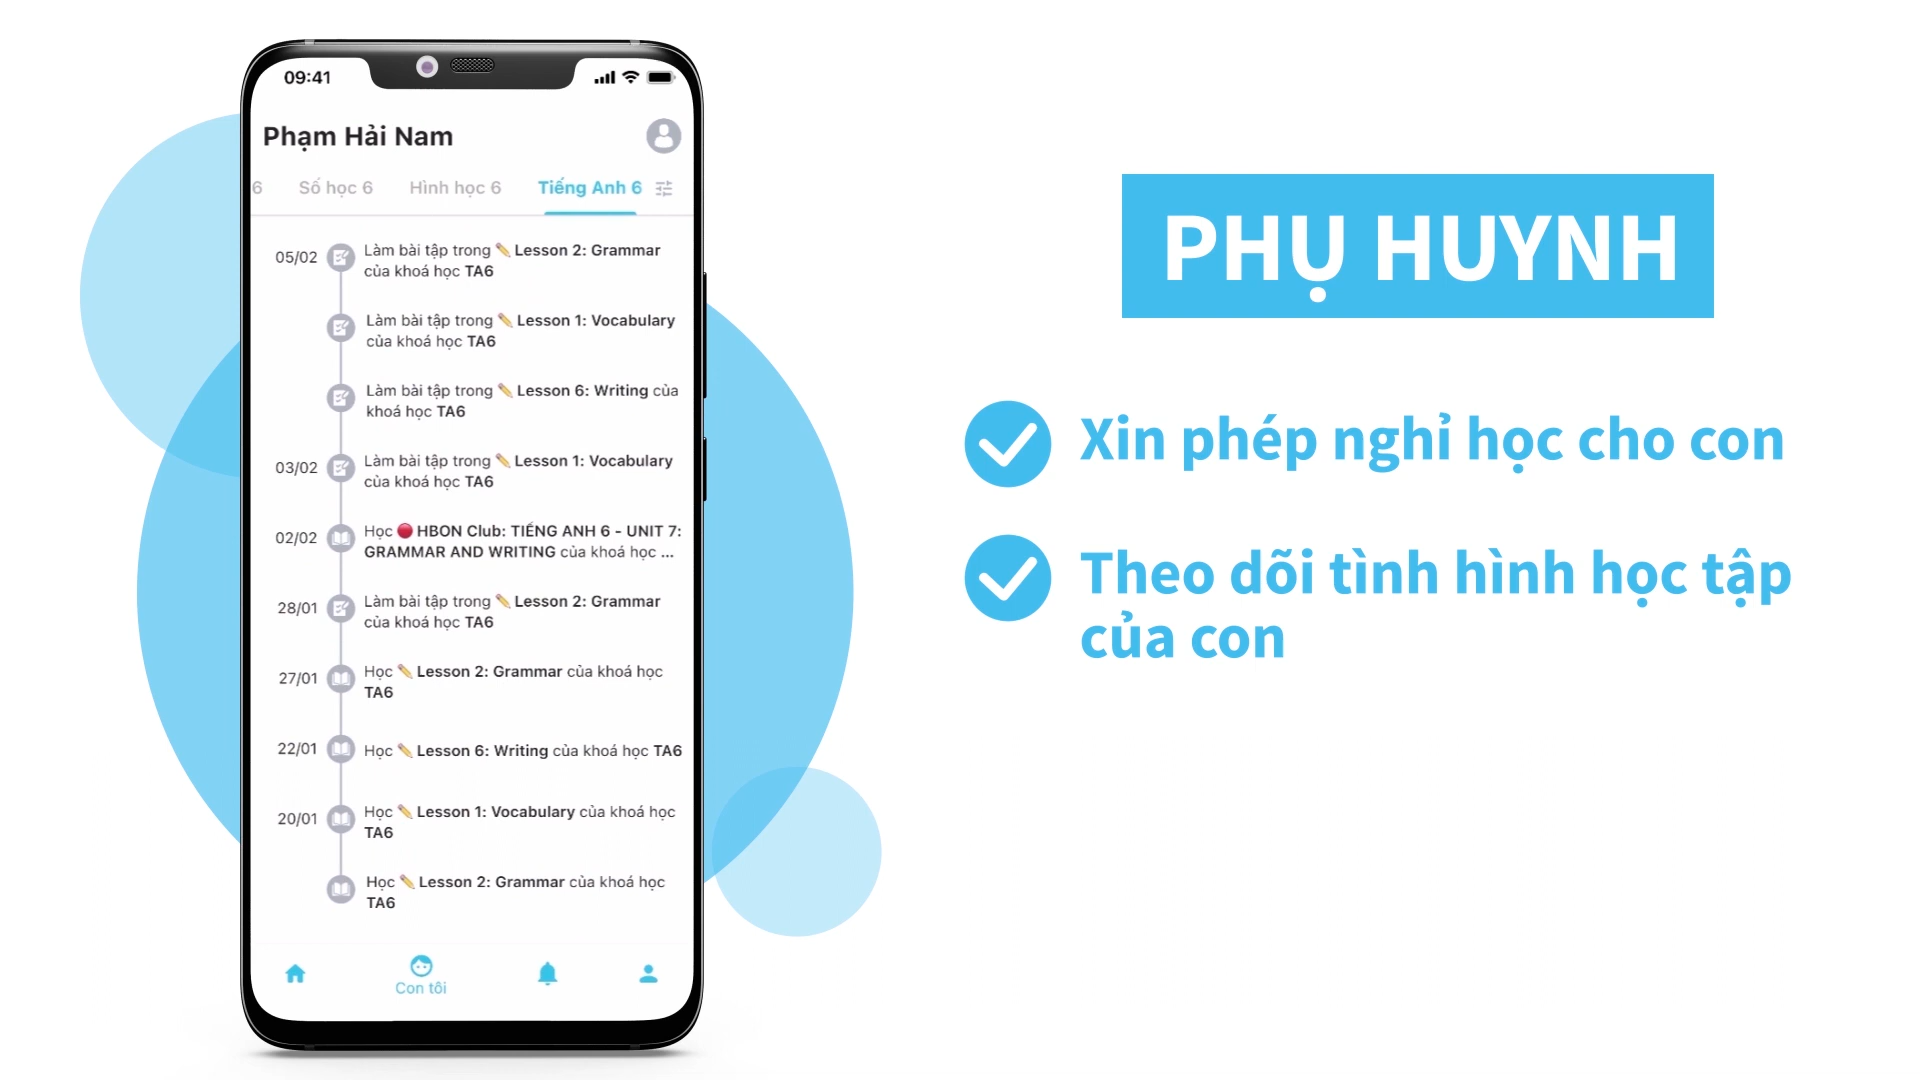 09:41
Phạm Hải Nam
6 Số học 6 Hình học 6 Tiếng Anh 6
05/02 Làm bài tập trong ✏️ Lesson 2: Grammar
của khoá học TA6
Làm bài tập trong ✏️ Lesson 1: Vocabulary
của khoá học TA6
Làm bài tập trong ✏️ Lesson 6: Writing của
khoá học TA6
03/02 Làm bài tập trong ✏️ Lesson 1: Vocabulary
của khoá học TA6
02/02 Học 🔴 HBON Club: TIẾNG ANH 6 - UNIT 7:
GRAMMAR AND WRITING của khoá học ...
28/01 Làm bài tập trong ✏️ Lesson 2: Grammar
của khoá học TA6
27/01 Học ✏️ Lesson 2: Grammar của khoá học
TA6
22/01 Học ✏️ Lesson 6: Writing của khoá học TA6
20/01 Học ✏️ Lesson 1: Vocabulary của khoá học
TA6
Học ✏️ Lesson 2: Grammar của khoá học
TA6
Con tôi
PHỤ HUYNH
Xin phép nghỉ học cho con
Theo dõi tình hình học tập
của con